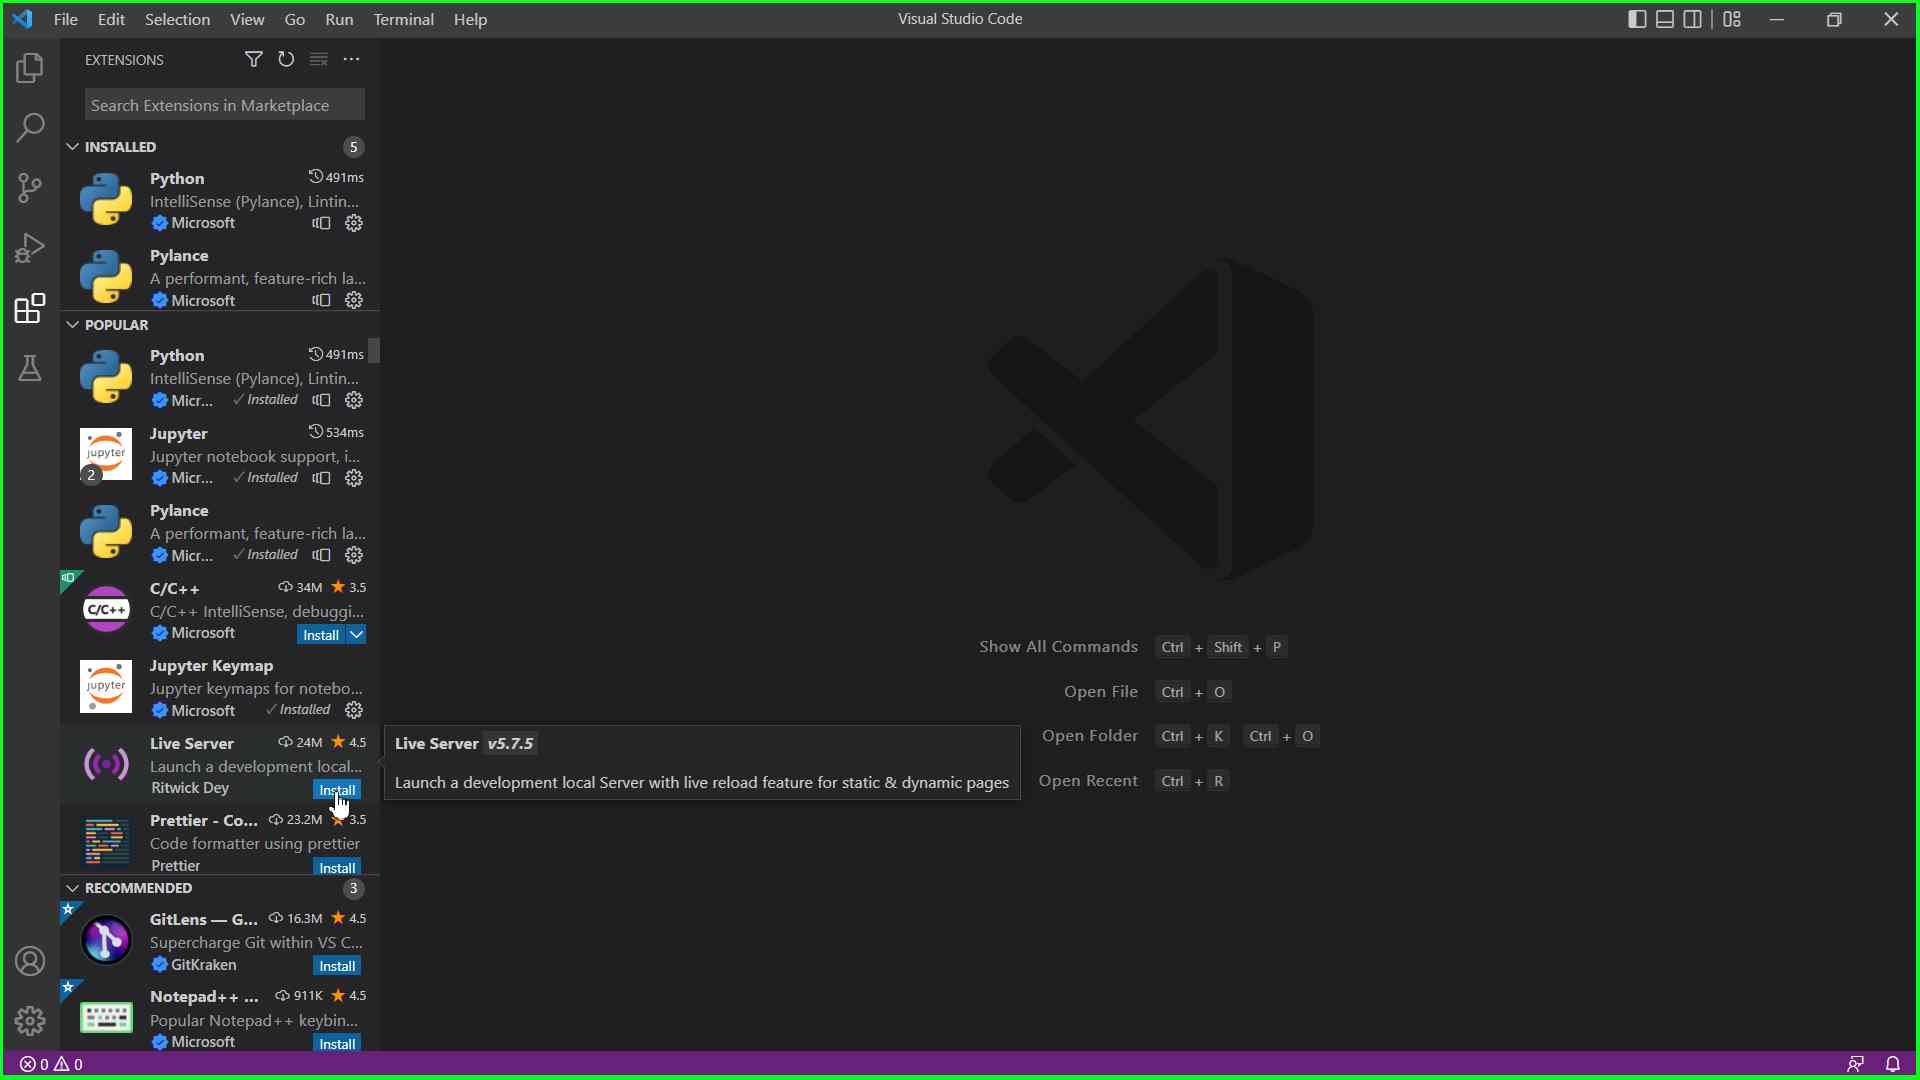 File Edit Selection View Go Run Terminal Help
Visual Studio Code
EXTENSIONS
Search Extensions in Marketplace
INSTALLED 5
Python 491ms
IntelliSense (Pylance), Lintin...
Microsoft
Pylance
A performant, feature-rich la...
Microsoft
POPULAR
Python 491ms
IntelliSense (Pylance), Lintin...
Micr... ✓Installed
Jupyter 534ms
Jupyter notebook support, i...
Micr... ✓Installed
jupyter
2
Pylance
A performant, feature-rich la...
Micr... ✓Installed
C/C++ 34M ★ 3.5
C/C++ IntelliSense, debuggi...
Microsoft Install
C/C++
Jupyter Keymap
Jupyter keymaps for notebo...
Microsoft ✓Installed
jupyter
Live Server 24M ★ 4.5
Launch a development local...
Ritwick Dey Install
Prettier - Co... 23.2M ★ 3.5
Code formatter using prettier
Prettier Install
RECOMMENDED 3
GitLens — G... 16.3M ★ 4.5
Supercharge Git within VS C...
GitKraken Install
Notepad++ ... 911K ★ 4.5
Popular Notepad++ keybin...
Microsoft Install
Live Server v5.7.5
Launch a development local Server with live reload feature for static & dynamic pages
Show All Commands Ctrl + Shift + P
Open File Ctrl + O
Open Folder Ctrl + K Ctrl + O
Open Recent Ctrl + R
0 0